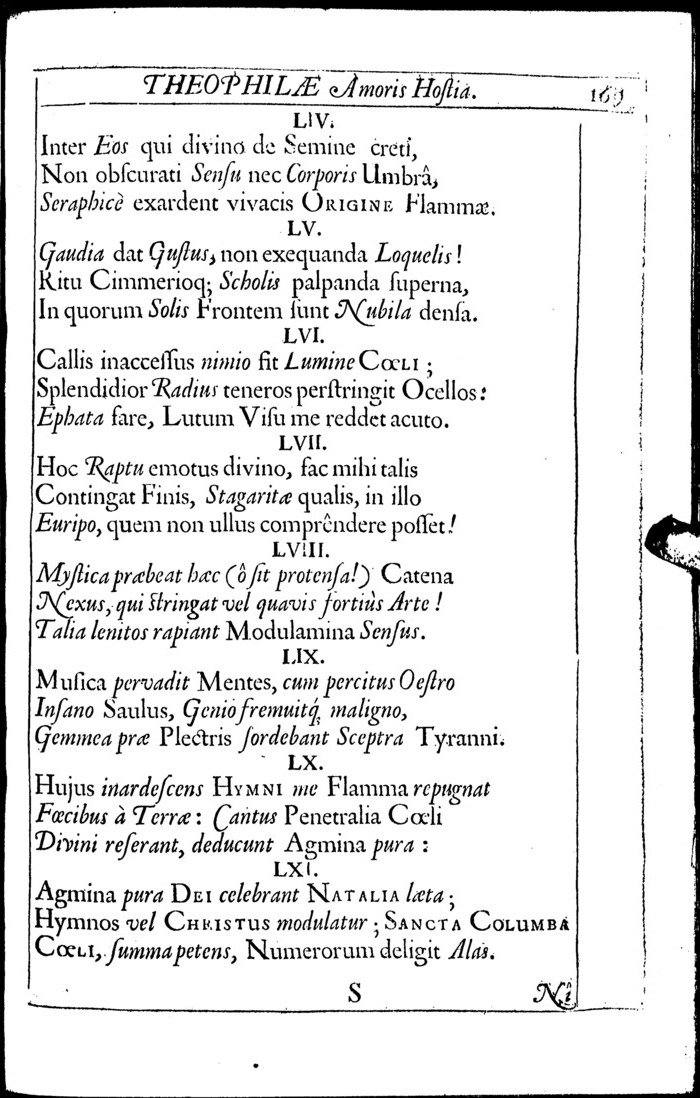 THEOPHILÆ Amoris Hoſtia.
LIV.
Inter Eos qui divino de Semine creti,
Non obſcurati Senſu nec Corporis Umbrâ,
Seraphicè exardent vivacis ORIGINE Flammæ.
LV.
Gaudia dat Guſtus, non exequanda Loquelis!
Ritu Cimmerioq; Scholis palpanda ſuperna,
In quorum Solis Frontem ſunt Nubila denſa.
LVI.
Callis inacceſſus nimio fit Lumine CœLI;
Splendidior Radius teneros perſtringit Ocellos:
Ephata fare, Lutum Viſu me reddet acuto.
LVII.
Hoc Raptu emotus divino, fac mihi talis
Contingat Finis, Stagaritæ qualis, in illo
Euripo, quem non ullus comprêndere poſſet!
LVIII.
Myſtica præbeat hæc (ô ſit protenſa!) Catena
Nexus, qui ſtringat vel quavis fortiùs Arte!
Talia lenitos rapiant Modulamina Senſus.
LIX.
Muſica pervadit Mentes, cum percitus Oeſtro
Inſano Saulus, Genio fremuitq; maligno,
Gemmea præ Plectris ſordebant Sceptra Tyranni.
LX.
Hujus inardeſcens HYMNI me Flamma repugnat
Fœcibus à Terræ: Cantus Penetralia Cœli
Divini reſerant, deducunt Agmina pura:
LXI.
Agmina pura DEI celebrant NATALIA læta;
Hymnos vel CHRISTUS modulatur; SANCTA COLUMBA
CœLI, ſumma petens, Numerorum deligit Alas.
S Ni